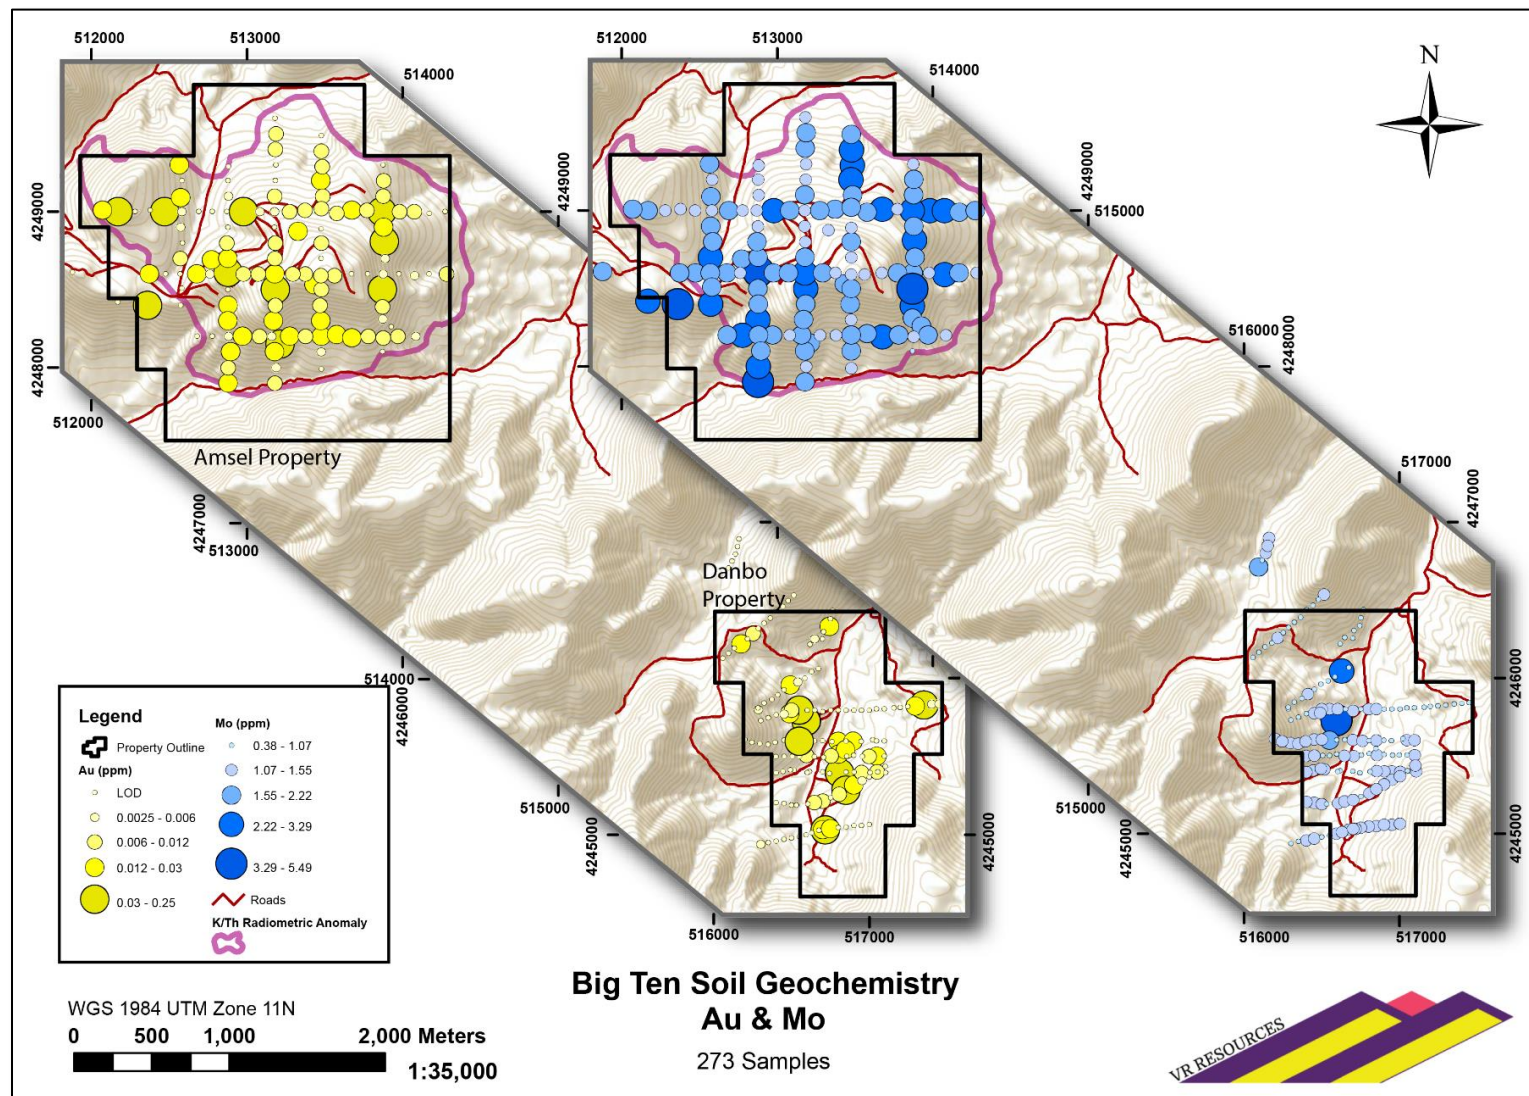 512000
513000
514000
512000
513000
514000
N
4249000
4249000
4249000
515000
4248000
516000
4248000
512000
Amsel Property
517000
4247000
4247000
513000
Danbo
Property
514000
4246000
4246000
Legend
Property Outline
Au (ppm)
LOD
0.0025 - 0.006
0.006 - 0.012
0.012 - 0.03
0.03 - 0.25
Mo (ppm)
0.38 - 1.07
1.07 - 1.55
1.55 - 2.22
2.22 - 3.29
3.29 - 5.49
Roads
K/Th Radiometric Anomaly
515000
4245000
4245000
515000
4245000
4245000
516000
517000
516000
517000
Big Ten Soil Geochemistry
Au & Mo
273 Samples
WGS 1984 UTM Zone 11N
0 500 1,000 2,000 Meters
1:35,000
VR RESOURCES